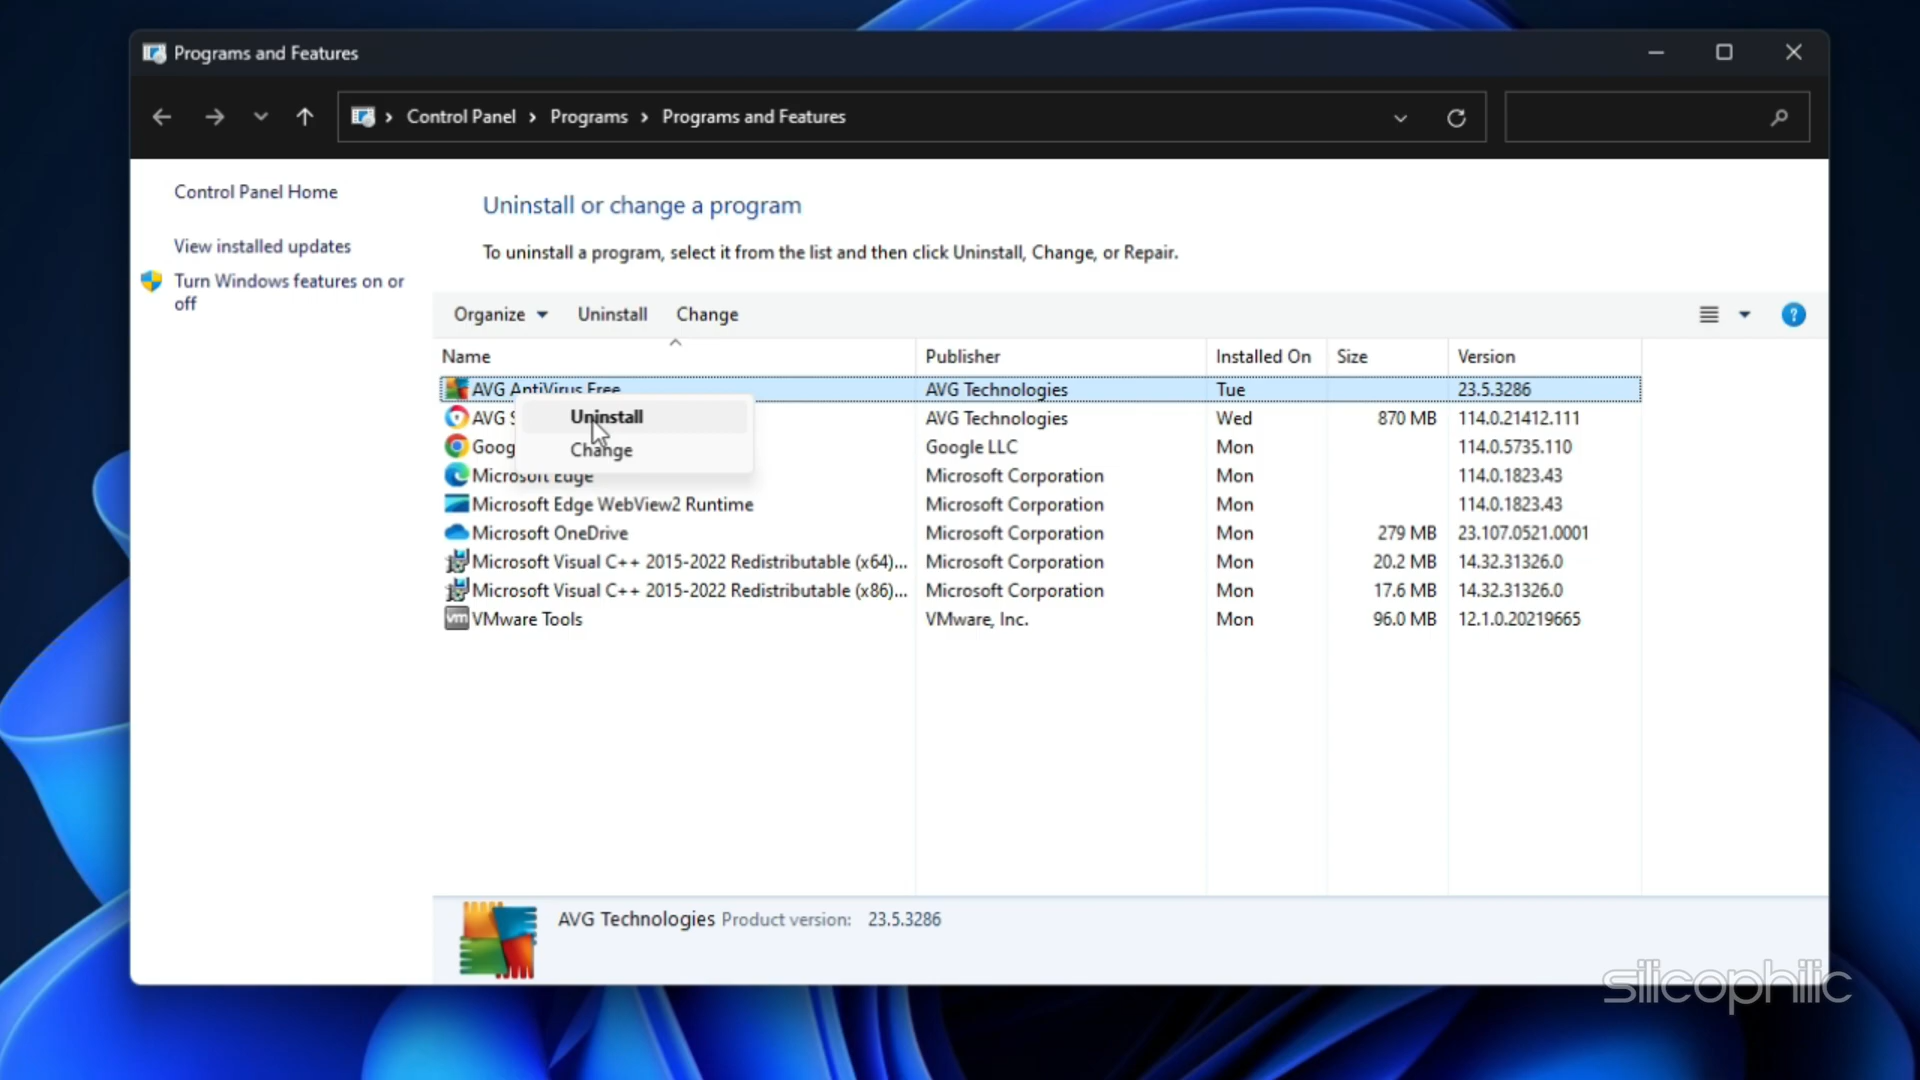 Programs and Features
Control Panel > Programs > Programs and Features
Control Panel Home
View installed updates
Turn Windows features on or
off
Uninstall or change a program
To uninstall a program, select it from the list and then click Uninstall, Change, or Repair.
Organize Uninstall Change
Name Publisher Installed On Size Version
AVG AntiVirus Free AVG Technologies Tue 23.5.3286
AVG S AVG Technologies Wed 870 MB 114.0.21412.111
Uninstall
Goog Google LLC Mon 114.0.5735.110
Change
Microsoft Edge Microsoft Corporation Mon 114.0.1823.43
Microsoft Edge WebView2 Runtime Microsoft Corporation Mon 114.0.1823.43
Microsoft OneDrive Microsoft Corporation Mon 279 MB 23.107.0521.0001
Microsoft Visual C++ 2015-2022 Redistributable (x64)... Microsoft Corporation Mon 20.2 MB 14.32.31326.0
Microsoft Visual C++ 2015-2022 Redistributable (x86)... Microsoft Corporation Mon 17.6 MB 14.32.31326.0
vm VMware Tools VMware, Inc. Mon 96.0 MB 12.1.0.20219665
AVG Technologies Product version: 23.5.3286
silicophilic